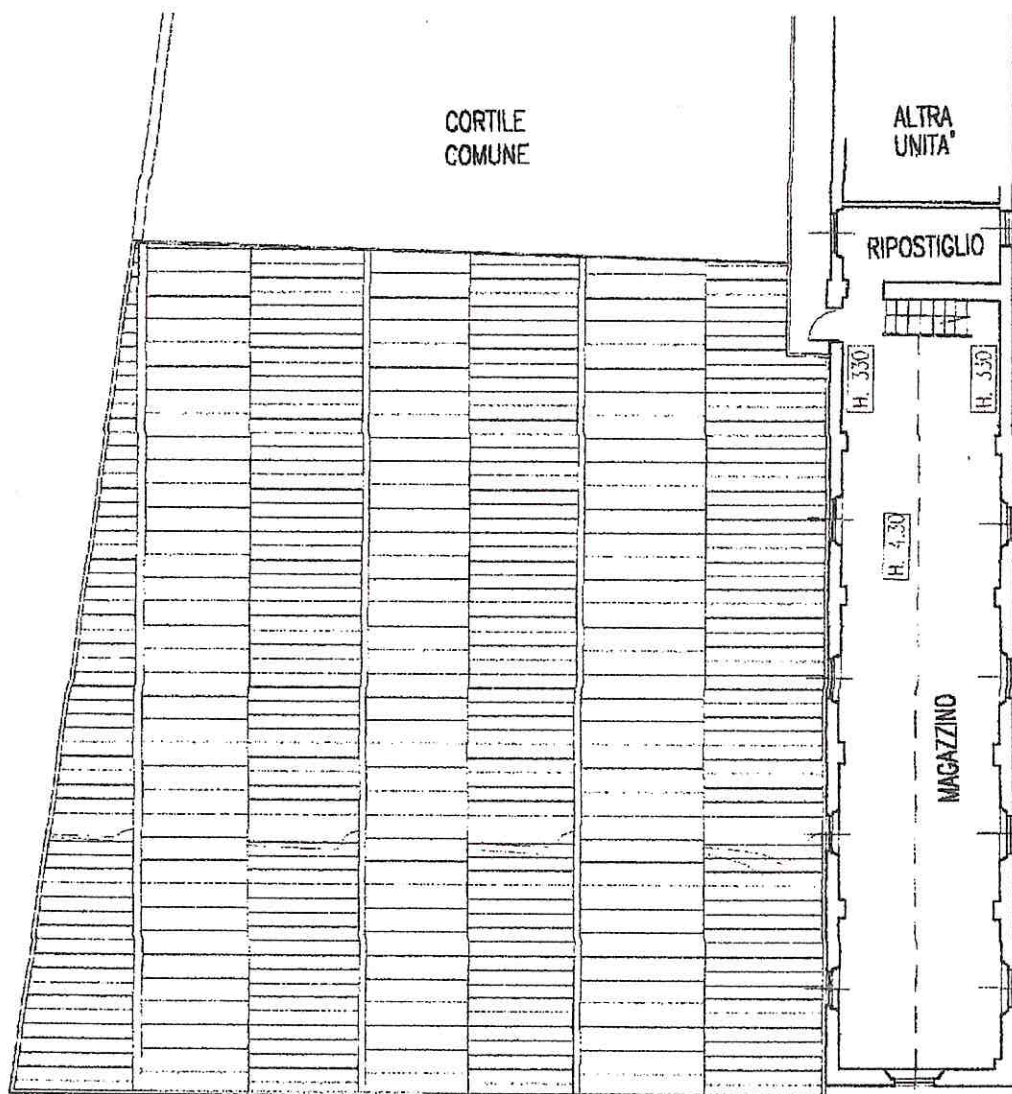 CORTILE
COMUNE
ALTRA
UNITA'
RIPOSTIGLIO
H. 330
H. 330
H. 4.30
MAGAZZINO